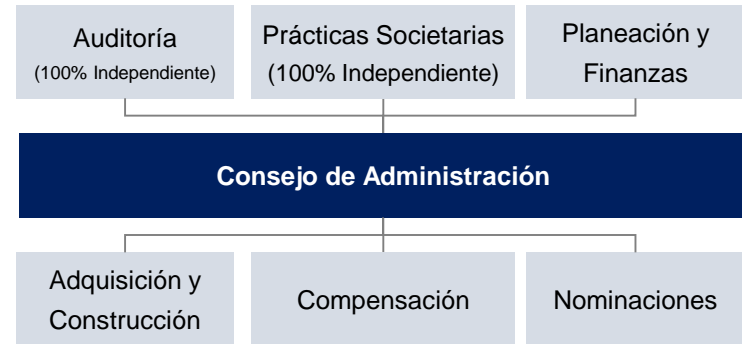 Auditoría
(100% Independiente)
Prácticas Societarias
(100% Independiente)
Planeación y
Finanzas
Consejo de Administración
Adquisición y
Construcción
Compensación
Nominaciones